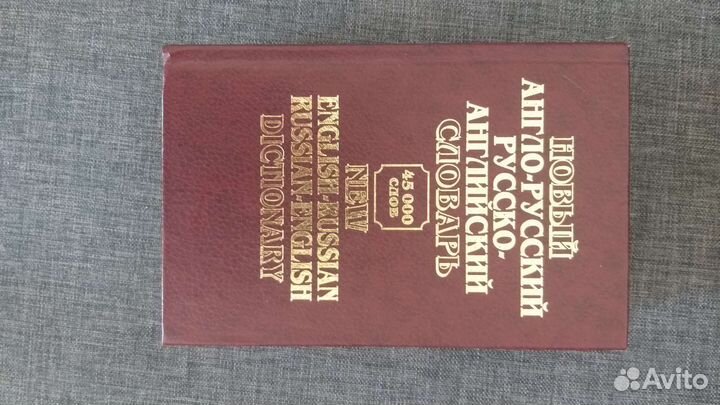 НОВЫЙ
АНГЛО-РУССКИЙ
РУССКО-
АНГЛИЙСКИЙ
СЛОВАРЬ
45 000
СЛОВ
NEW
ENGLISH-RUSSIAN
RUSSIAN-ENGLISH
DICTIONARY
Avito